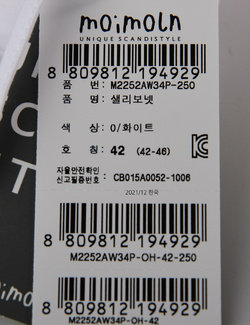 moimoln
UNIQUE SCANDISTYLE
8 809812 194929
품 번: M2252AW34P-250
품 명: 샐리보넷
색 상: 0/화이트
호 칭: 42 (42-46)
자율안전확인
신고필증번호 : CB015A0052-1006
2021/12 한국
8 809812 194929
M2252AW34P-OH-42-250
8 809812 194929
M2252AW34P-OH-42